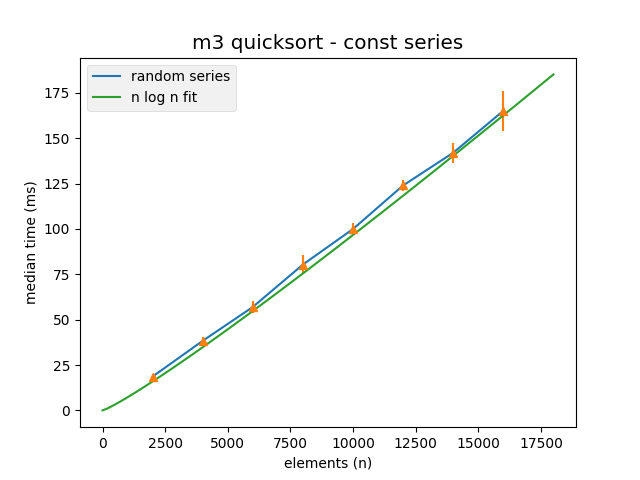 m3 quicksort - const series
random series
n log n fit
175
150
125
100
75
50
25
0
median time (ms)
0 2500 5000 7500 10000 12500 15000 17500
elements (n)